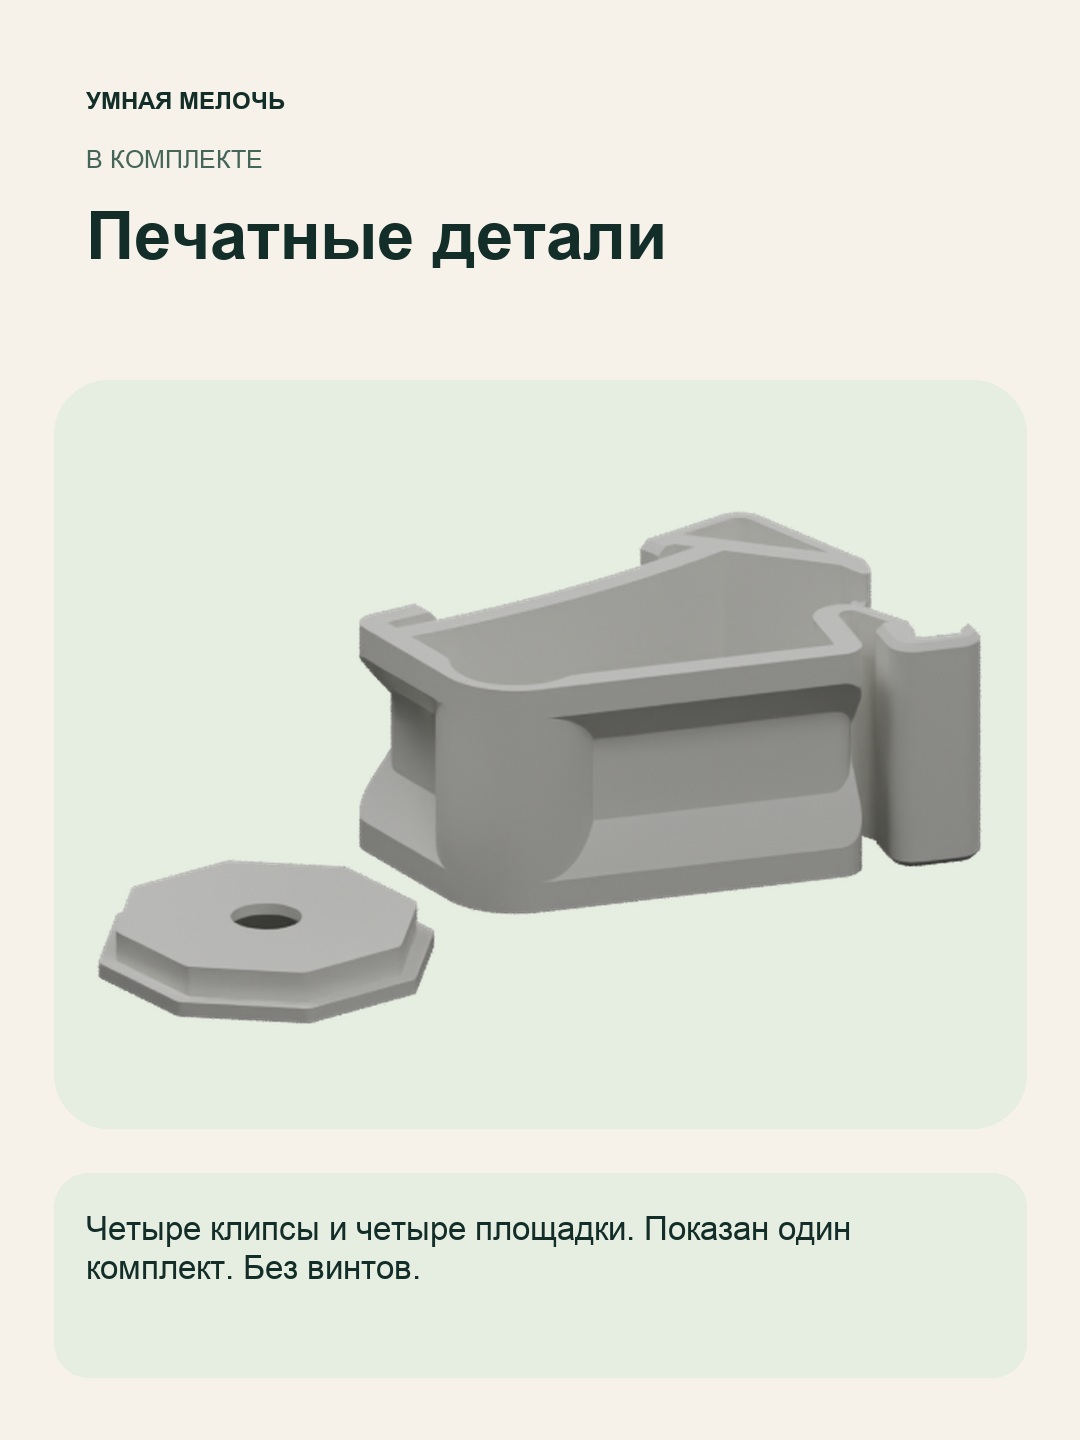 УМНАЯ МЕЛОЧЬ
В КОМПЛЕКТЕ
Печатные детали
Четыре клипсы и четыре площадки. Показан один
комплект. Без винтов.